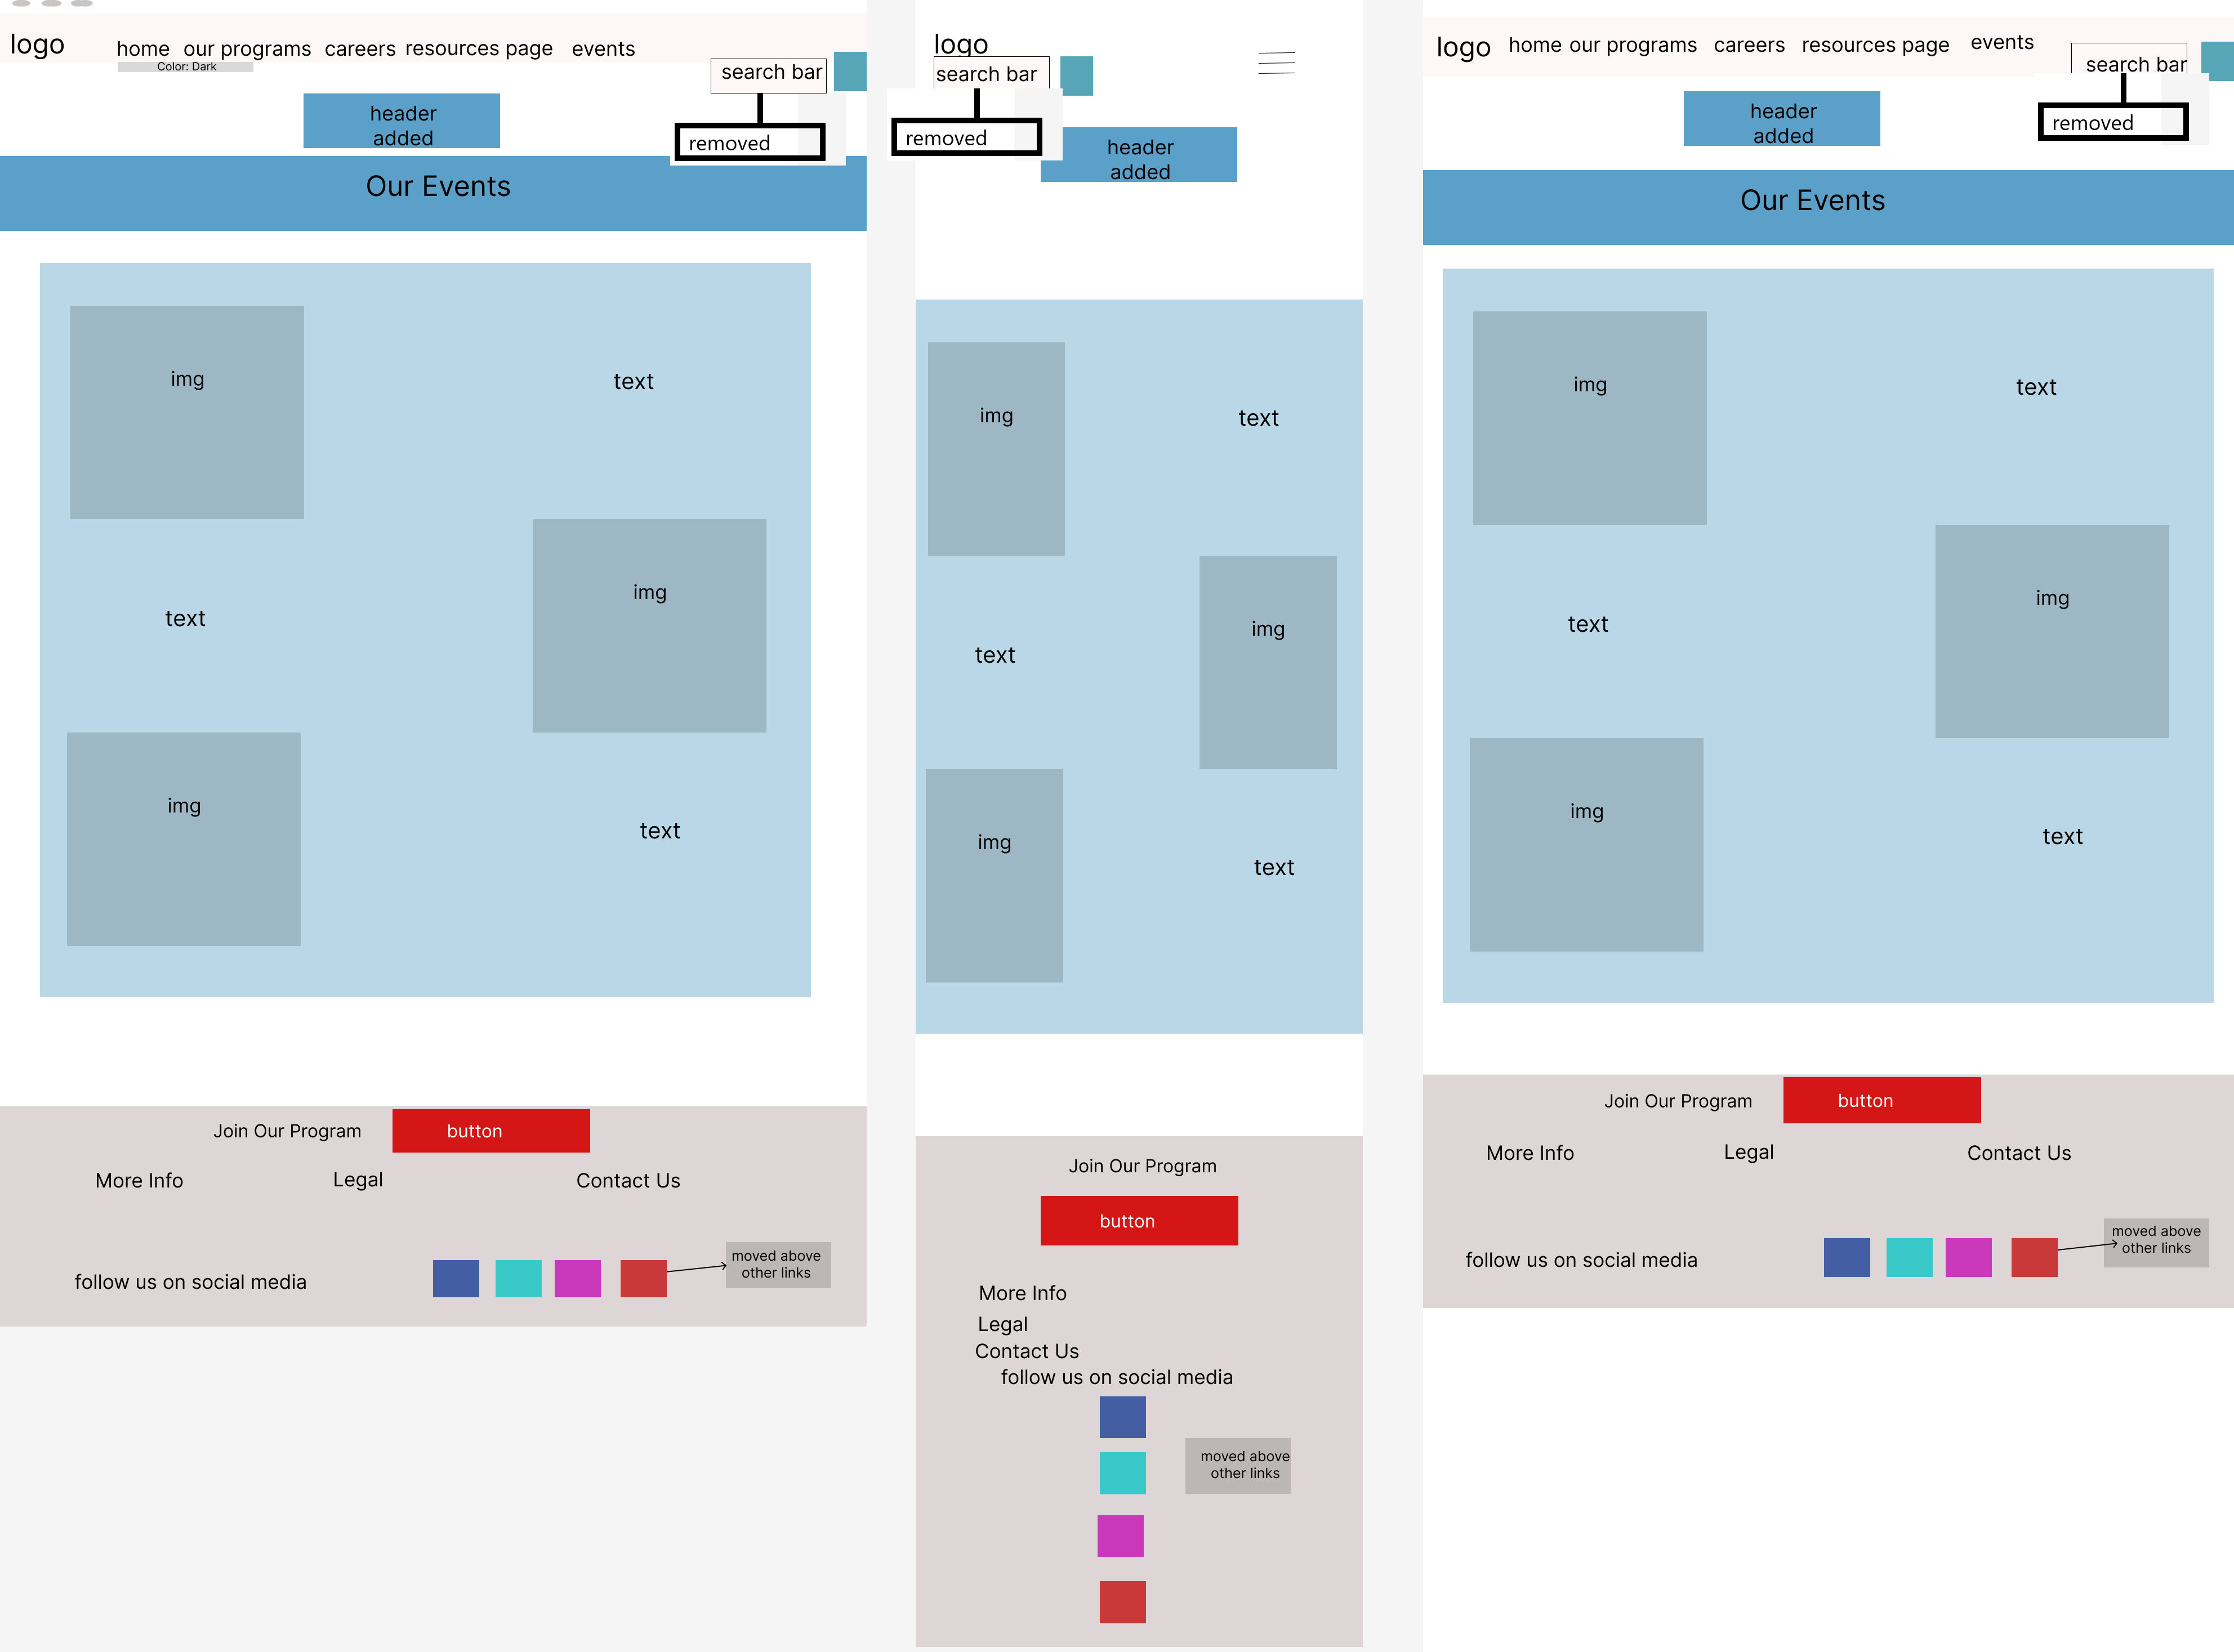 logo
home our programs careers resources page events
Color: Dark
search bar
removed
header
added
Our Events
img
text
text
img
img
text
Join Our Program
button
More Info
Legal
Contact Us
follow us on social media
moved above
other links
logo
search bar
removed
header
added
img
text
text
img
img
text
Join Our Program
button
More Info
Legal
Contact Us
follow us on social media
moved above
other links
logo
home our programs careers resources page events
search bar
removed
header
added
Our Events
img
text
text
img
img
text
Join Our Program
button
More Info
Legal
Contact Us
follow us on social media
moved above
other links